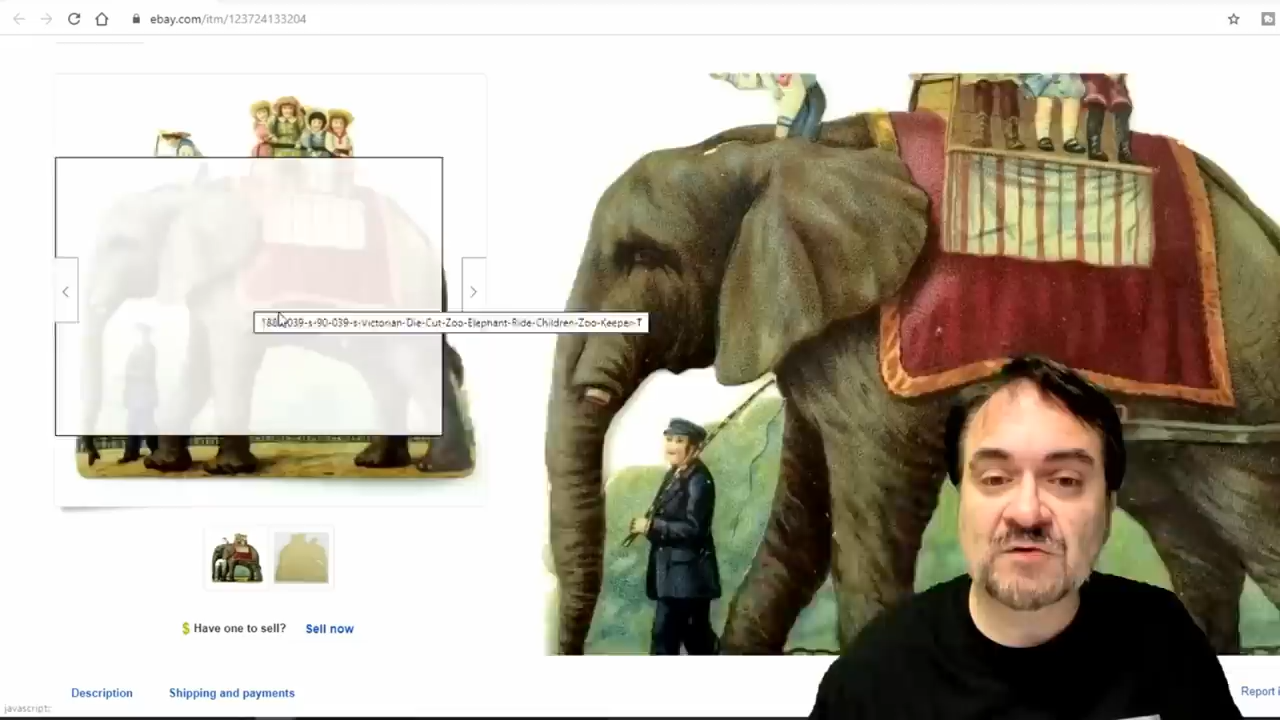 ebay.com/itm/123724133204
039-s-90-039-s-Victorian-Die-Cut-Zoo-Elephant-Ride-Children-Zoo-Keeper-T
$ Have one to sell? Sell now
Description Shipping and payments
Report i
javascript: